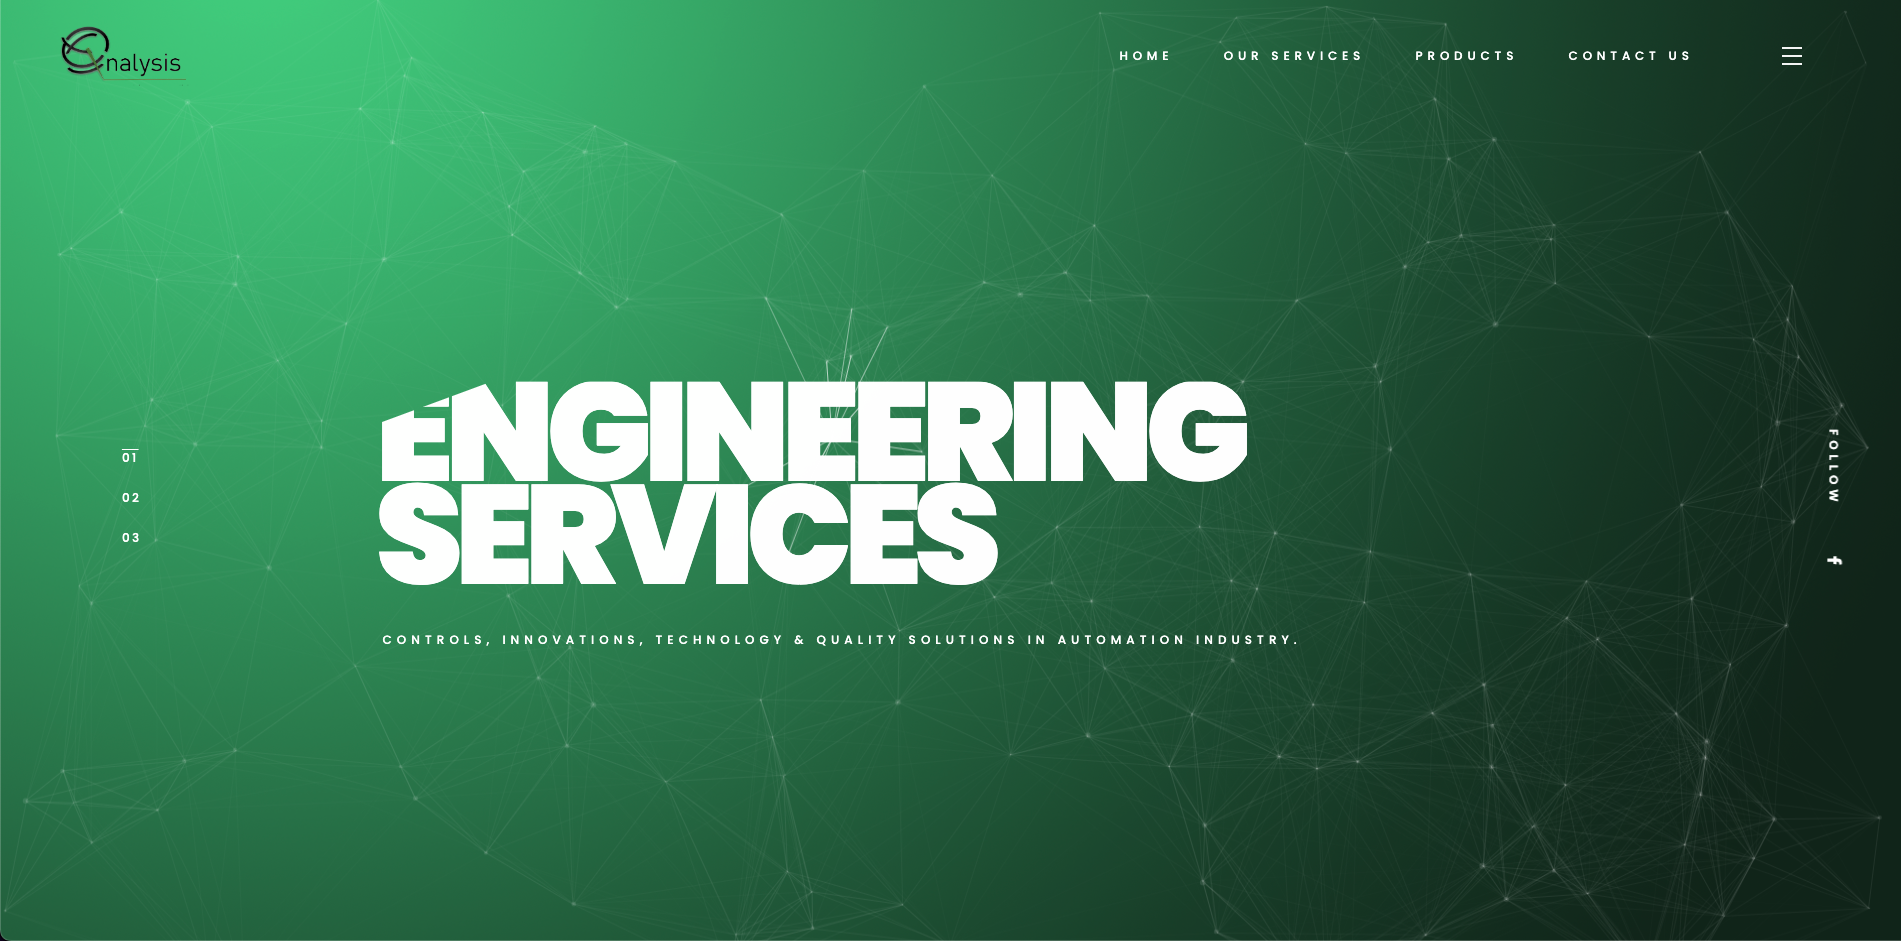 nalysis
HOME
OUR SERVICES
PRODUCTS
CONTACT US
ENGINEERING
SERVICES
01
02
03
CONTROLS, INNOVATIONS, TECHNOLOGY & QUALITY SOLUTIONS IN AUTOMATION INDUSTRY.
FOLLOW
f